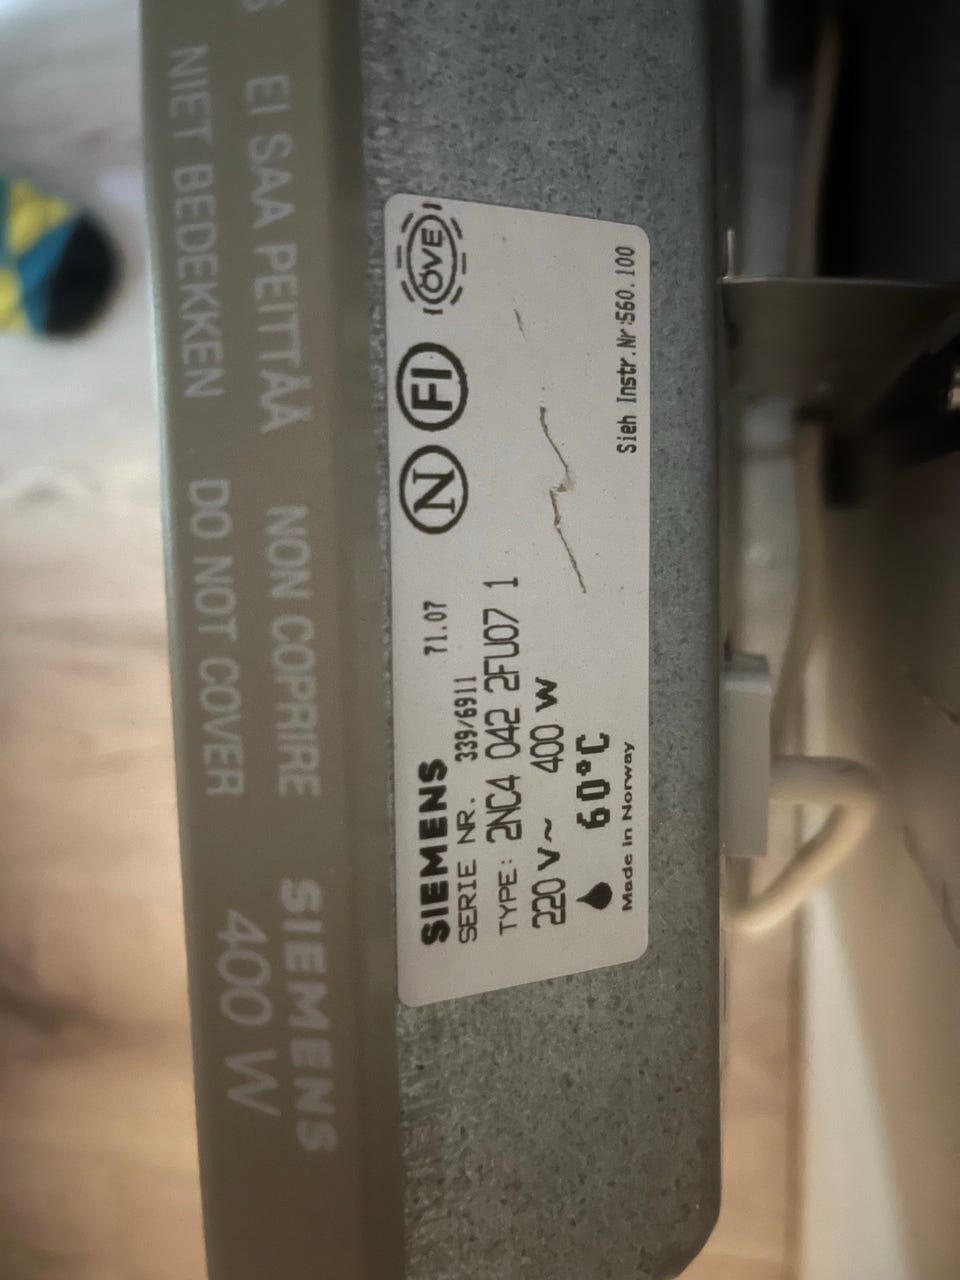 EI SAA PEITTÄÄ
NIET BEDEKKEN
NON COPRIRE
DO NOT COVER
SIEMENS
400 W
SIEMENS 71.07
SERIE NR. 339/6911
TYPE: 2NC4 042 2FU07 1
220 V~ 400 W
60°C
Made in Norway
N
FI
ÖVE
Sieh Instr.Nr:560.100